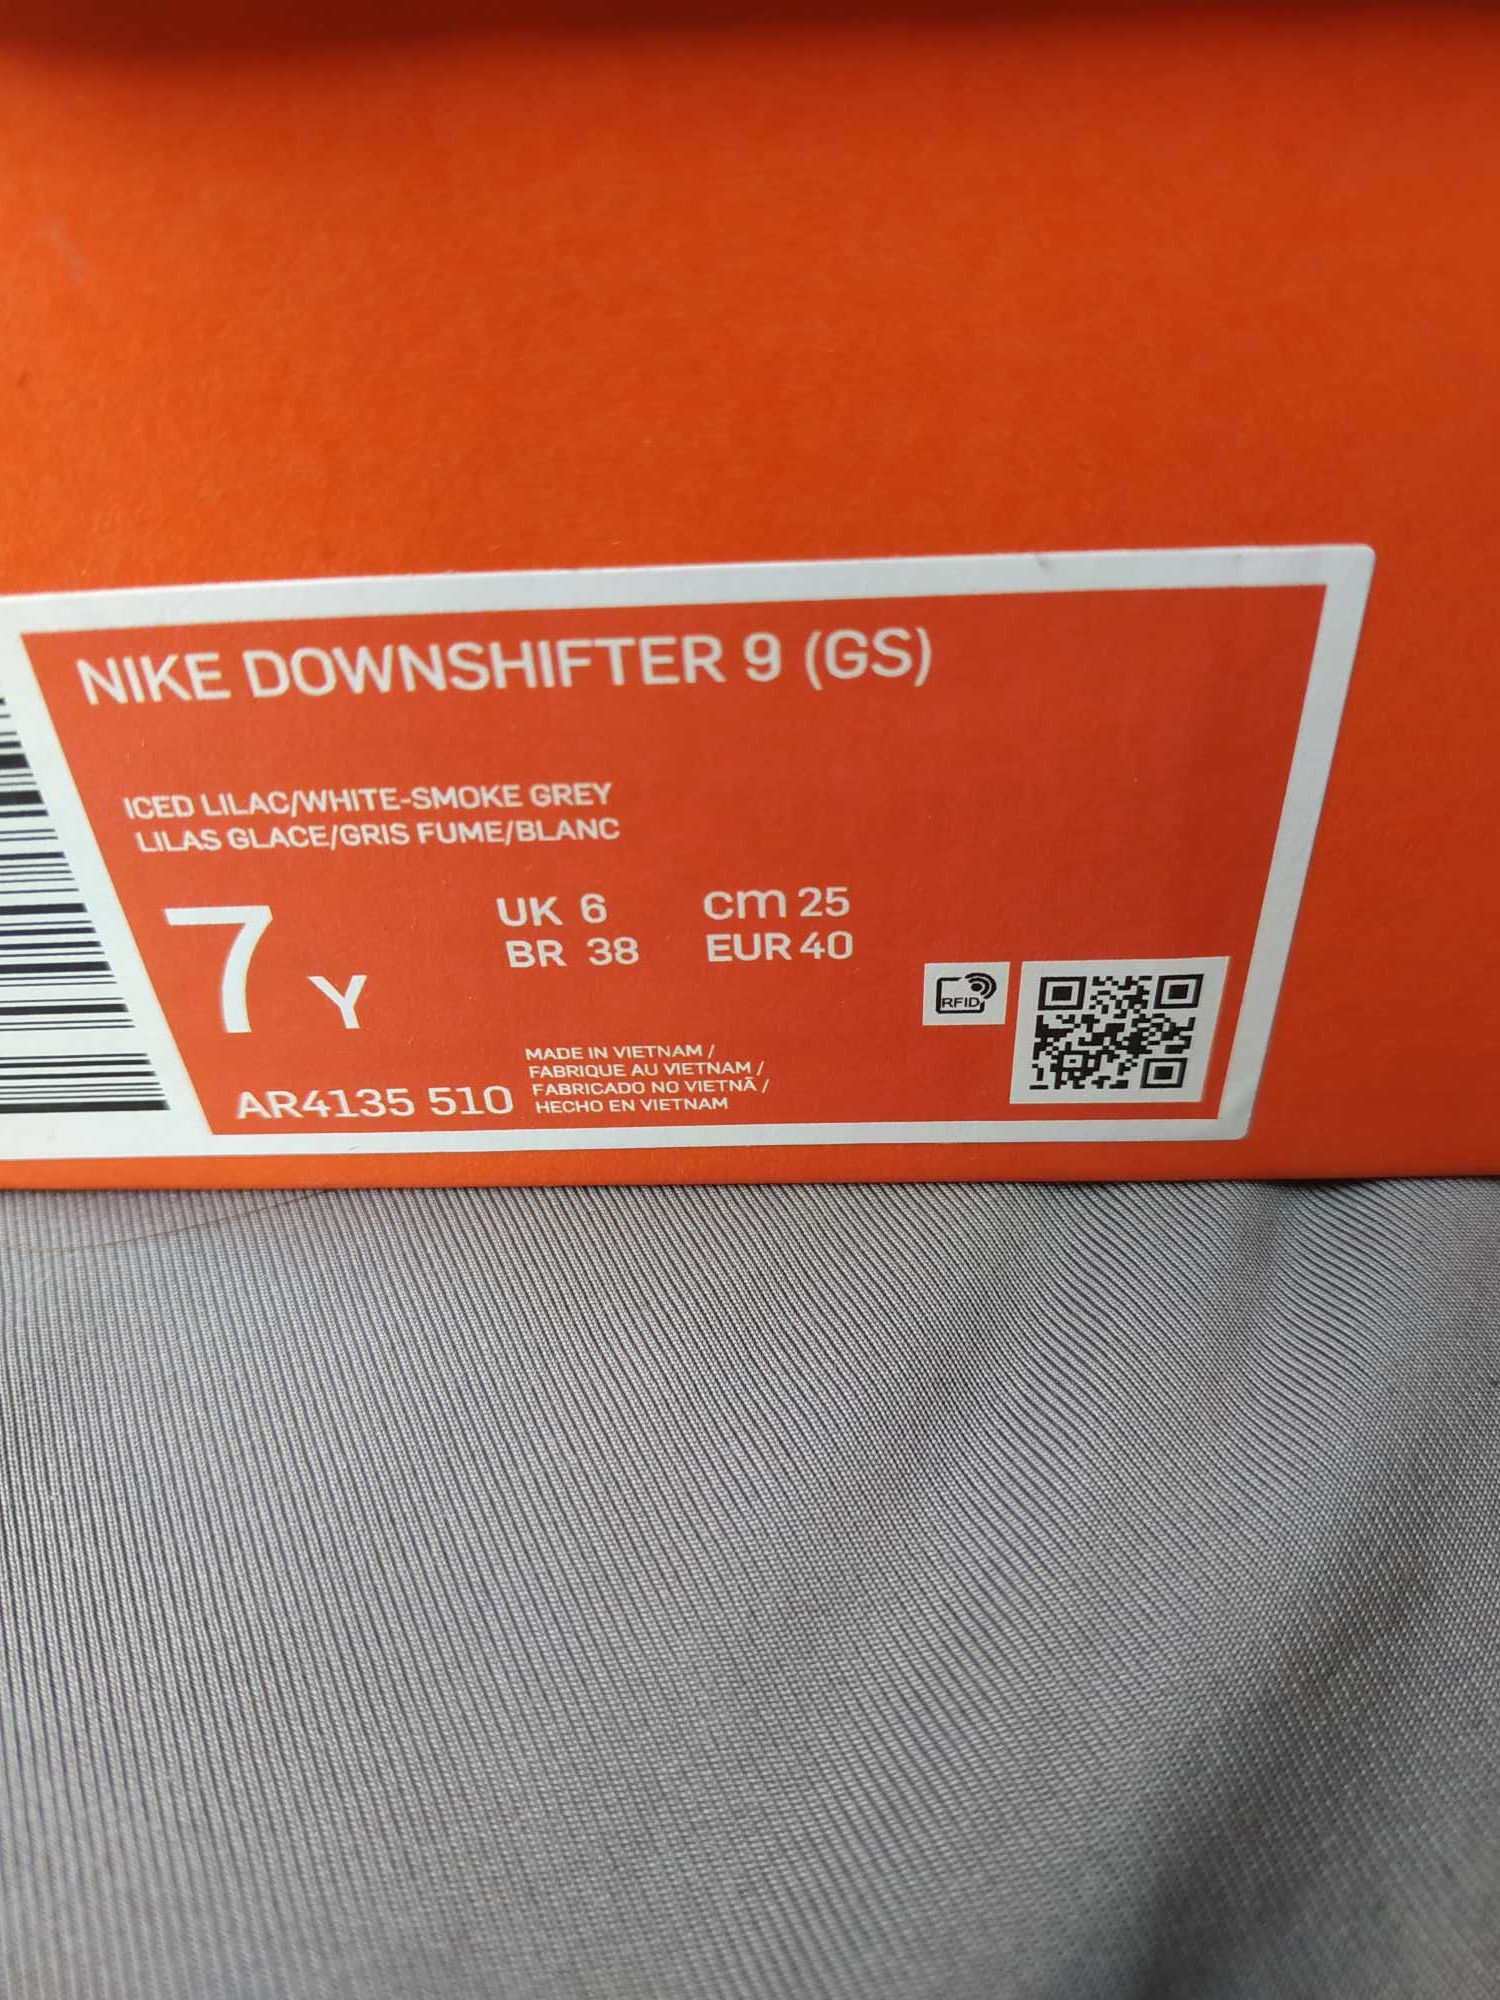 NIKE DOWNSHIFTER 9 (GS)
ICED LILAC/WHITE-SMOKE GREY
LILAS GLACE/GRIS FUME/BLANC
7 Y
UK 6 cm 25
BR 38 EUR 40
RFID
MADE IN VIETNAM /
FABRIQUE AU VIETNAM /
FABRICADO NO VIETNÃ /
HECHO EN VIETNAM
AR4135 510